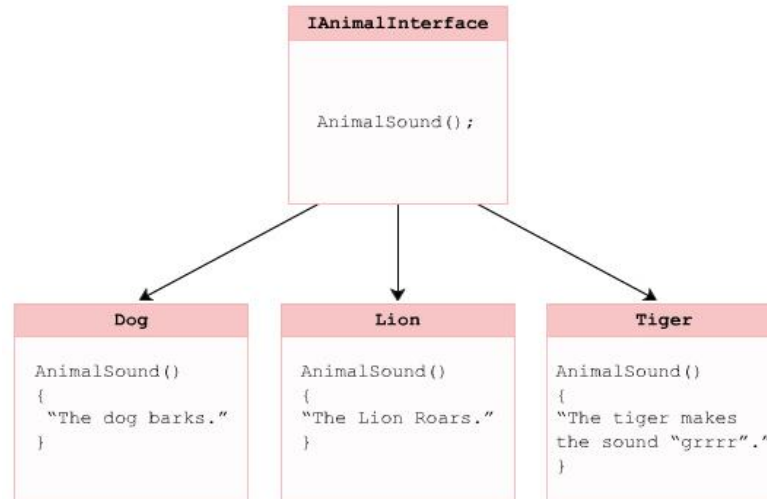 IAnimalInterface
AnimalSound();
Dog
AnimalSound()
{
“The dog barks.”
}
Lion
AnimalSound()
{
“The Lion Roars.”
}
Tiger
AnimalSound()
{
“The tiger makes
the sound “grrrr”.”
}